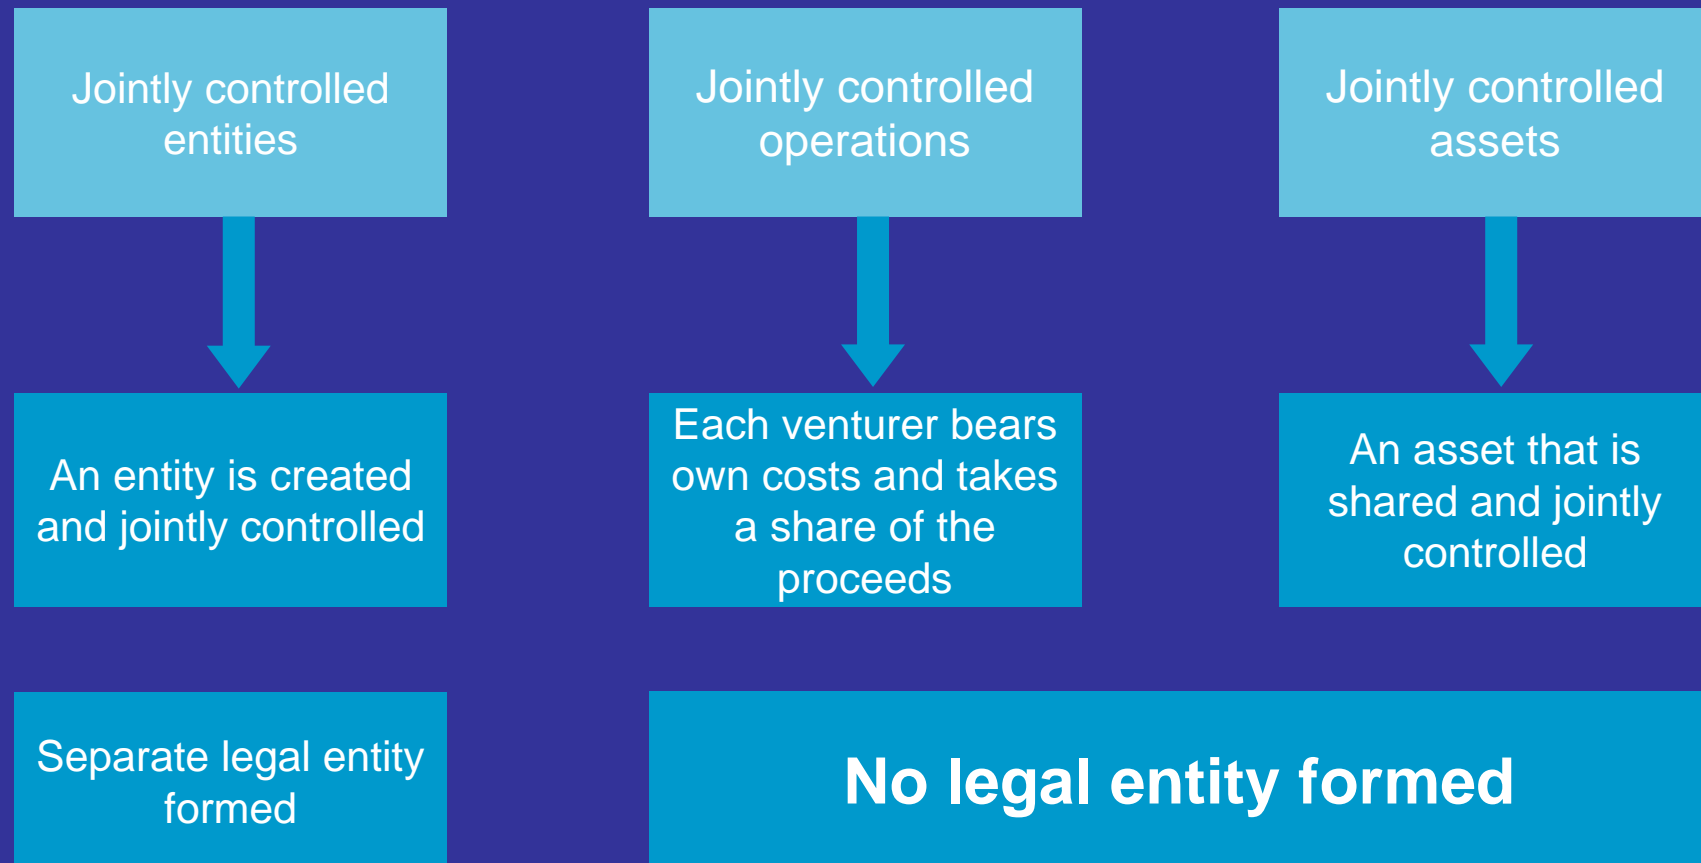 Jointly controlled
entities
Jointly controlled
operations
Jointly controlled
assets
An entity is created
and jointly controlled
Each venturer bears
own costs and takes
a share of the
proceeds
An asset that is
shared and jointly
controlled
Separate legal entity
formed
No legal entity formed